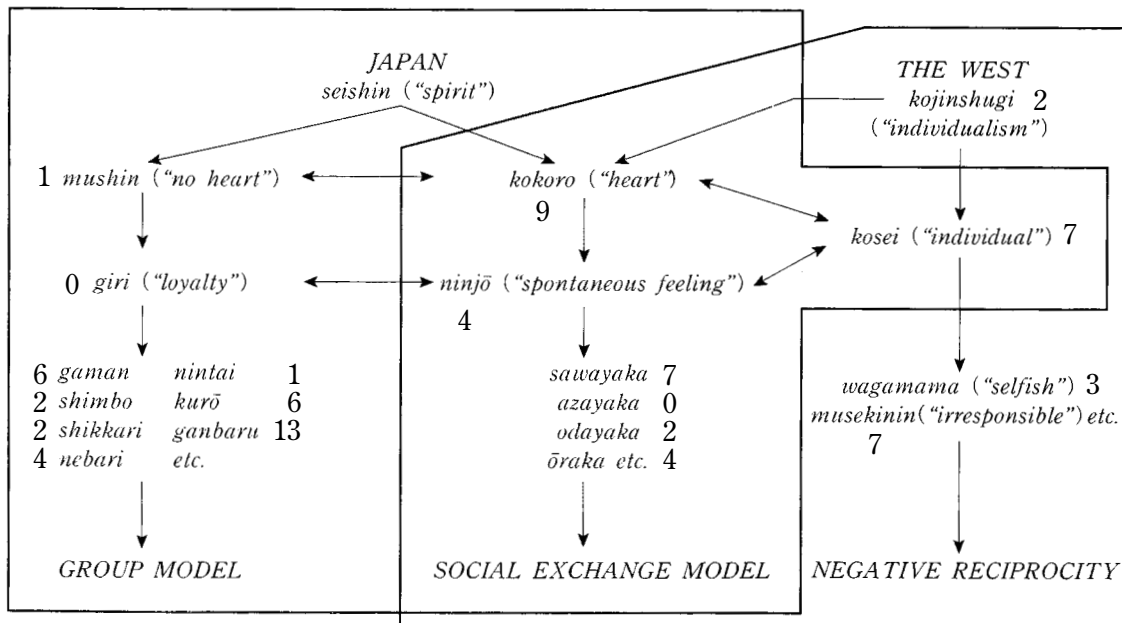 JAPAN
seishin (“spirit”)
THE WEST
kojinshugi 2
(“individualism”)
1 mushin (“no heart”)
kokoro (“heart”)
9
kosei (“individual”) 7
0 giri (“loyalty”)
ninjō (“spontaneous feeling”)
4
6 gaman nintai 1
2 shimbo kurō 6
2 shikkari ganbaru 13
4 nebari etc.
sawayaka 7
azayaka 0
odayaka 2
ōraka etc. 4
wagamama (“selfish”) 3
musekinin(“irresponsible”) etc.
7
GROUP MODEL
SOCIAL EXCHANGE MODEL
NEGATIVE RECIPROCITY